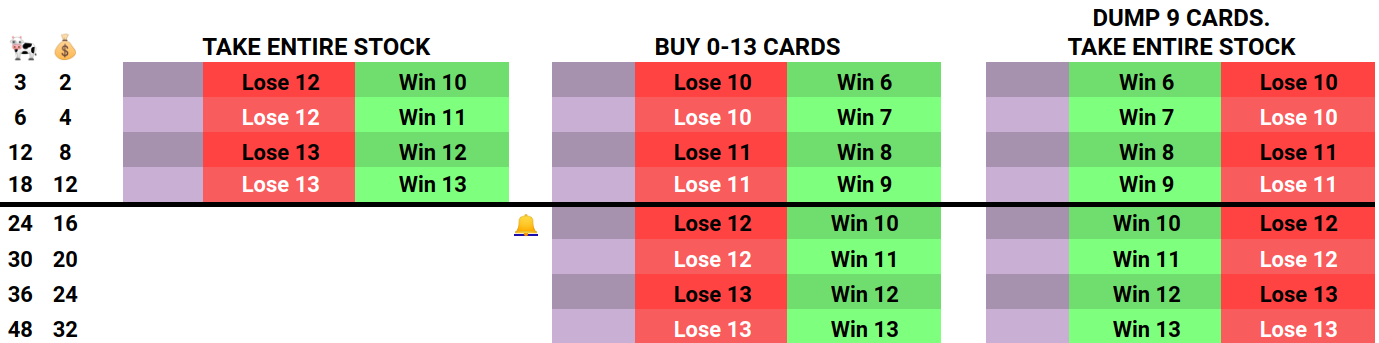 DUMP 9 CARDS.
TAKE ENTIRE STOCK BUY 0-13 CARDS TAKE ENTIRE STOCK
3 2 Lose 12 Win 10 Lose 10 Win 6 Win 6 Lose 10
6 4 Lose 12 Win 11 Lose 10 Win 7 Win 7 Lose 10
12 8 Lose 13 Win 12 Lose 11 Win 8 Win 8 Lose 11
18 12 Lose 13 Win 13 Lose 11 Win 9 Win 9 Lose 11
24 16 Lose 12 Win 10 Win 10 Lose 12
30 20 Lose 12 Win 11 Win 11 Lose 12
36 24 Lose 13 Win 12 Win 12 Lose 13
48 32 Lose 13 Win 13 Win 13 Lose 13